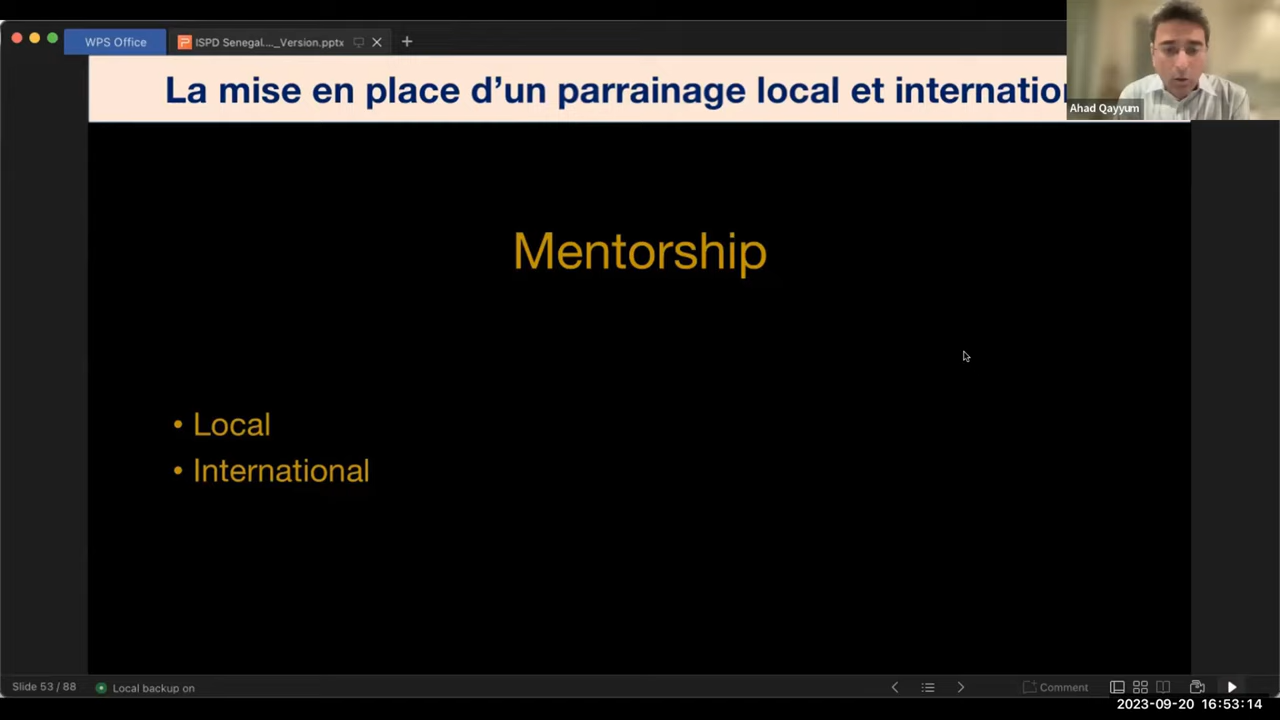 WPS Office
ISPD Senegal...._Version.pptx
La mise en place d’un parrainage local et internatio
Ahad Qayyum
Mentorship
• Local
• International
Slide 53 / 88
Local backup on
Comment
2023-09-20 16:53:14